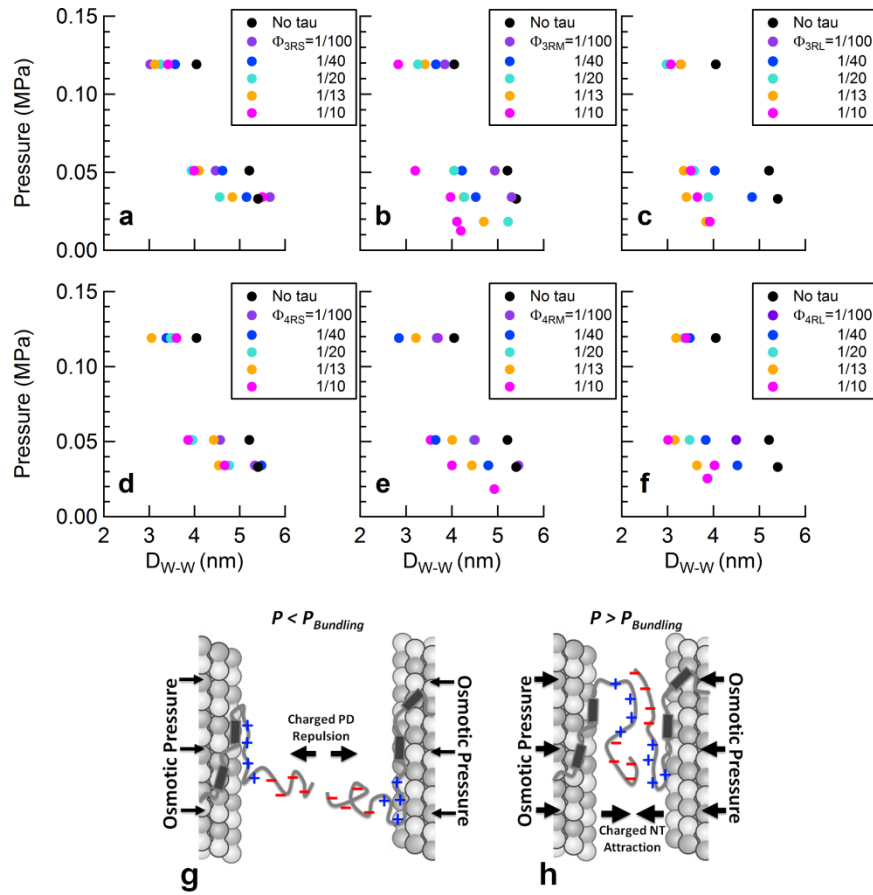 0.15
0.10
0.05
0.00
Pressure (MPa)
No tau
Φ3RS=1/100
1/40
1/20
1/13
1/10
a
No tau
Φ3RM=1/100
1/40
1/20
1/13
1/10
b
No tau
Φ3RL=1/100
1/40
1/20
1/13
1/10
c
0.15
0.10
0.05
0.00
Pressure (MPa)
No tau
Φ4RS=1/100
1/40
1/20
1/13
1/10
d
No tau
Φ4RM=1/100
1/40
1/20
1/13
1/10
e
No tau
Φ4RL=1/100
1/40
1/20
1/13
1/10
f
2 3 4 5 6
2 3 4 5 6
2 3 4 5 6
DW-W (nm)
DW-W (nm)
DW-W (nm)
P < PBundling
Osmotic Pressure
Charged PD
Repulsion
Osmotic Pressure
g
P > PBundling
Osmotic Pressure
Charged NT
Attraction
Osmotic Pressure
h